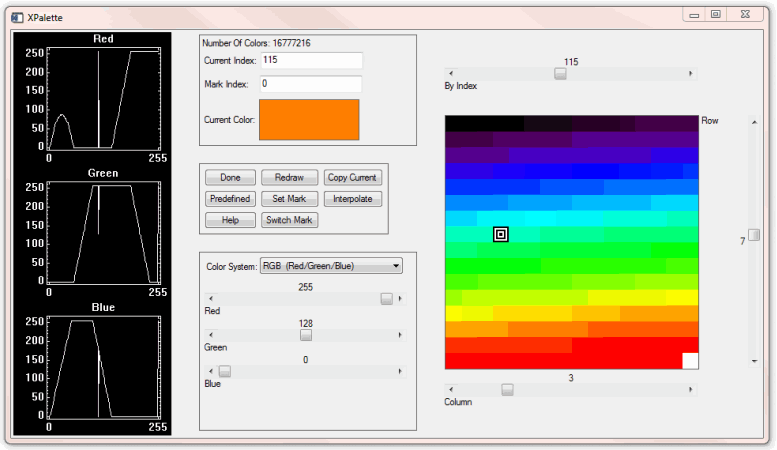 XPalette
Red
250
200
150
100
50
0
0 255
Green
250
200
150
100
50
0
0 255
Blue
250
200
150
100
50
0
0 255
Number Of Colors: 16777216
Current Index: 115
Mark Index: 0
Current Color:
Done Redraw Copy Current
Predefined Set Mark Interpolate
Help Switch Mark
Color System: RGB (Red/Green/Blue)
255
Red
128
Green
0
Blue
115
By Index
Row
7
3
Column